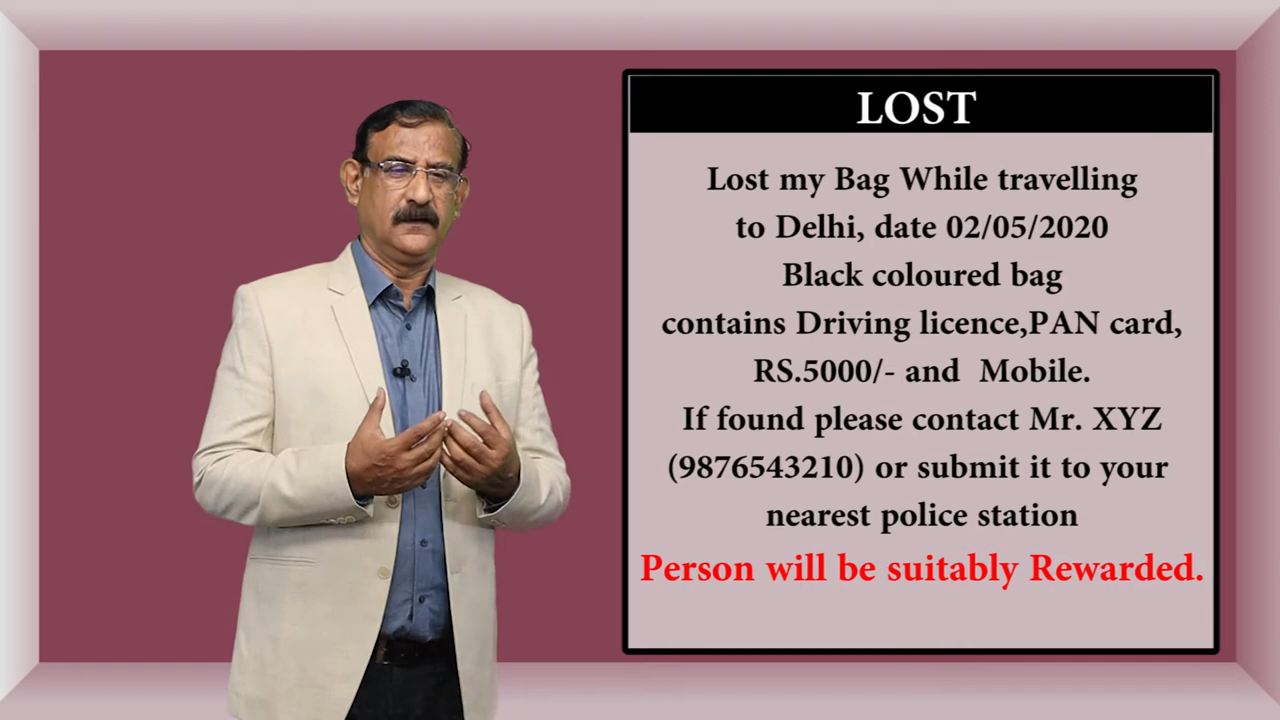 LOST
Lost my Bag While travelling
to Delhi, date 02/05/2020
Black coloured bag
contains Driving licence,PAN card,
RS.5000/- and  Mobile.
If found please contact Mr. XYZ
(9876543210) or submit it to your
nearest police station
Person will be suitably Rewarded.